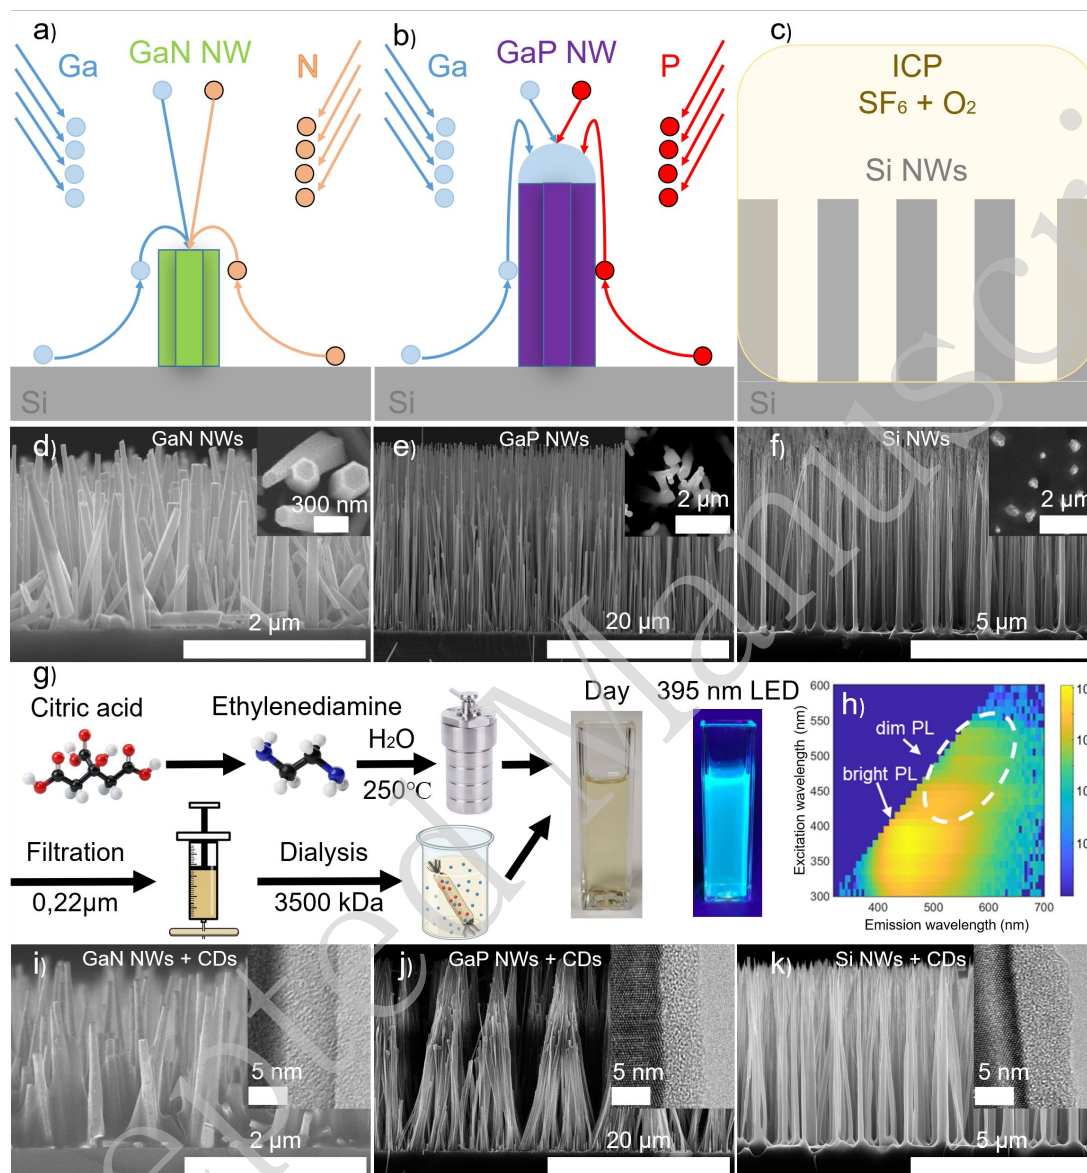 a)
GaN NW
Ga
N
Si
b)
GaP NW
Ga
P
Si
c)
ICP
SF₆ + O₂
Si NWs
Si
d)
GaN NWs
300 nm
2 µm
e)
GaP NWs
2 µm
20 µm
f)
Si NWs
2 µm
5 µm
g)
Citric acid
Ethylenediamine
H₂O
250°C
Filtration
0,22µm
Dialysis
3500 kDa
Day
395 nm LED
h)
dim PL
bright PL
Excitation wavelength (nm)
600
550
500
450
400
350
300
400
500
600
700
Emission wavelength (nm)
i)
GaN NWs + CDs
5 nm
2 µm
j)
GaP NWs + CDs
5 nm
20 µm
k)
Si NWs + CDs
5 nm
5 µm